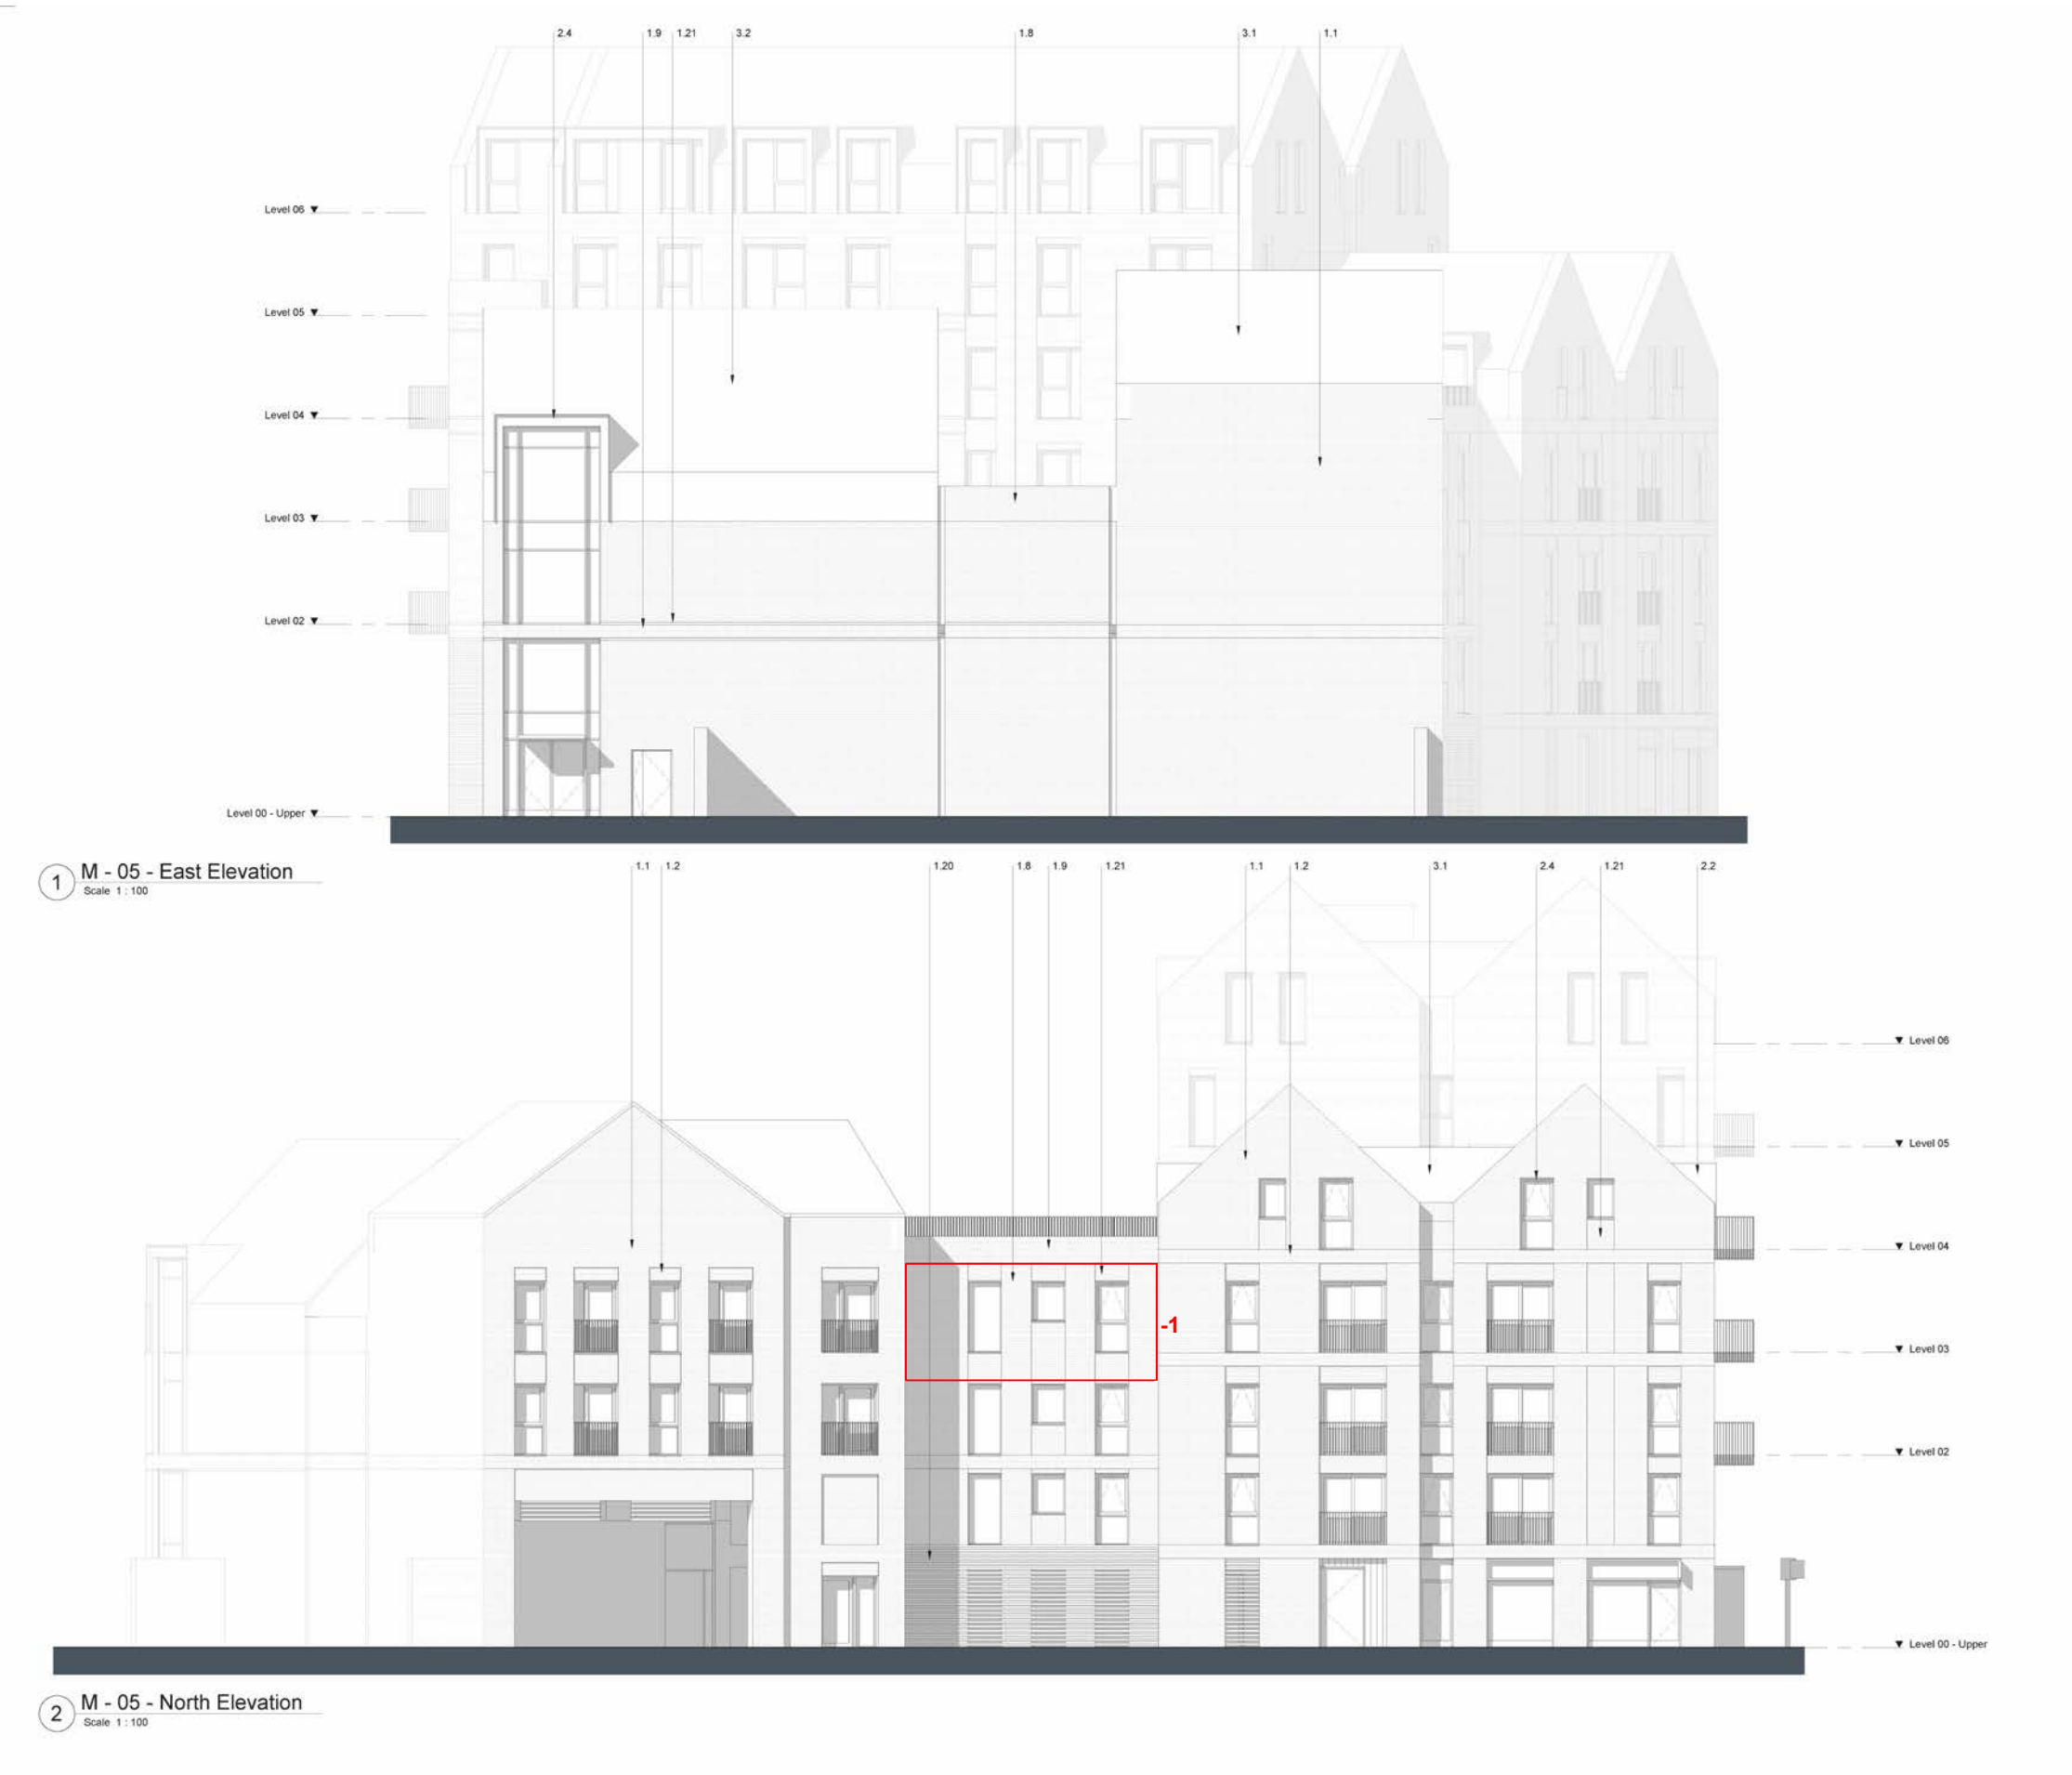 2.4 1.9 1.21 3.2 1.8 3.1 1.1
Level 06
Level 05
Level 04
Level 03
Level 02
Level 00 - Upper
1 M - 05 - East Elevation
Scale 1 : 100
1.1 1.2 1.20 1.8 1.9 1.21 1.1 1.2 3.1 2.4 1.21 2.2
Level 06
Level 05
Level 04
-1
Level 03
Level 02
Level 00 - Upper
2 M - 05 - North Elevation
Scale 1 : 100